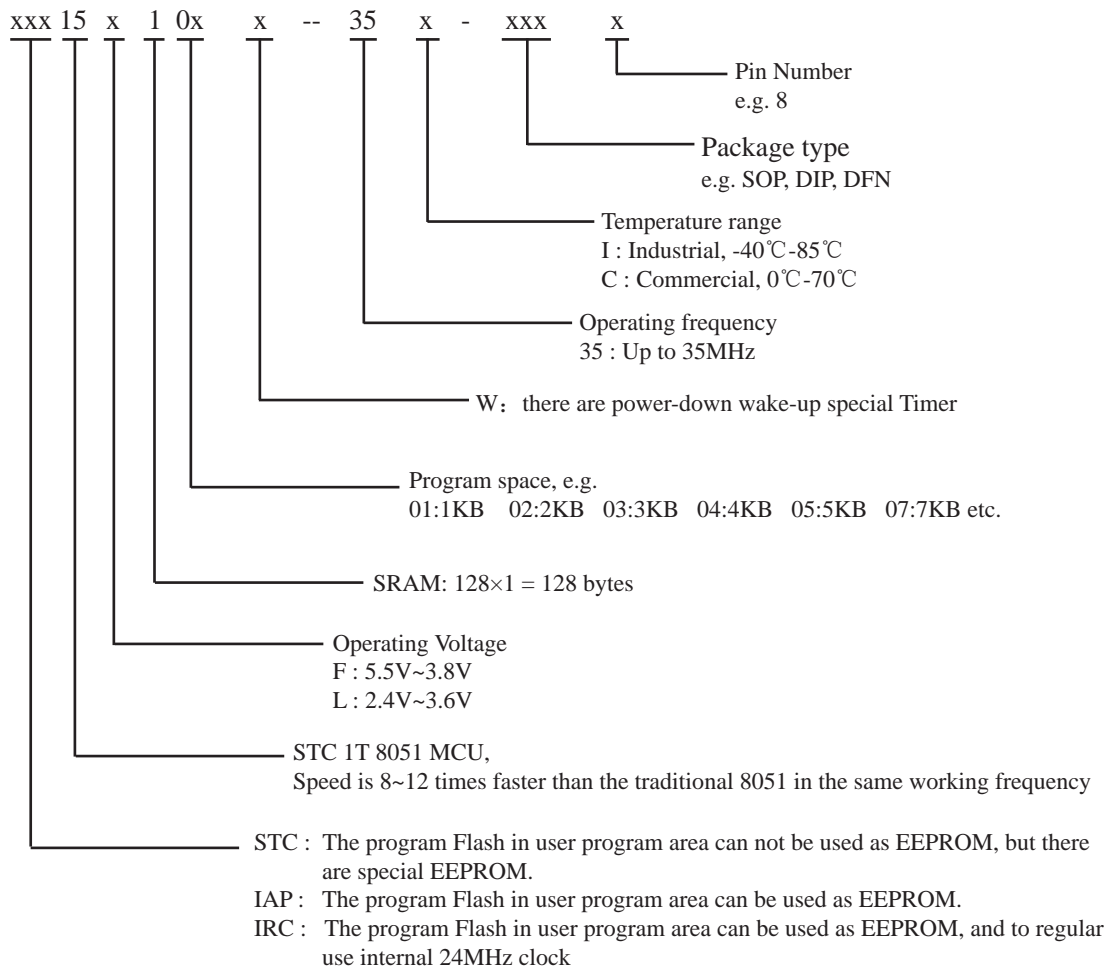 xxx 15 x 1 0x x -- 35 x - xxx x
Pin Number
e.g. 8
Package type
e.g. SOP, DIP, DFN
Temperature range
I : Industrial, -40℃-85℃
C : Commercial, 0℃-70℃
Operating frequency
35 : Up to 35MHz
W：there are power-down wake-up special Timer
Program space, e.g.
01:1KB 02:2KB 03:3KB 04:4KB 05:5KB 07:7KB etc.
SRAM: 128×1 = 128 bytes
Operating Voltage
F : 5.5V~3.8V
L : 2.4V~3.6V
STC 1T 8051 MCU,
Speed is 8~12 times faster than the traditional 8051 in the same working frequency
STC : The program Flash in user program area can not be used as EEPROM, but there
are special EEPROM.
IAP : The program Flash in user program area can be used as EEPROM.
IRC : The program Flash in user program area can be used as EEPROM, and to regular
use internal 24MHz clock